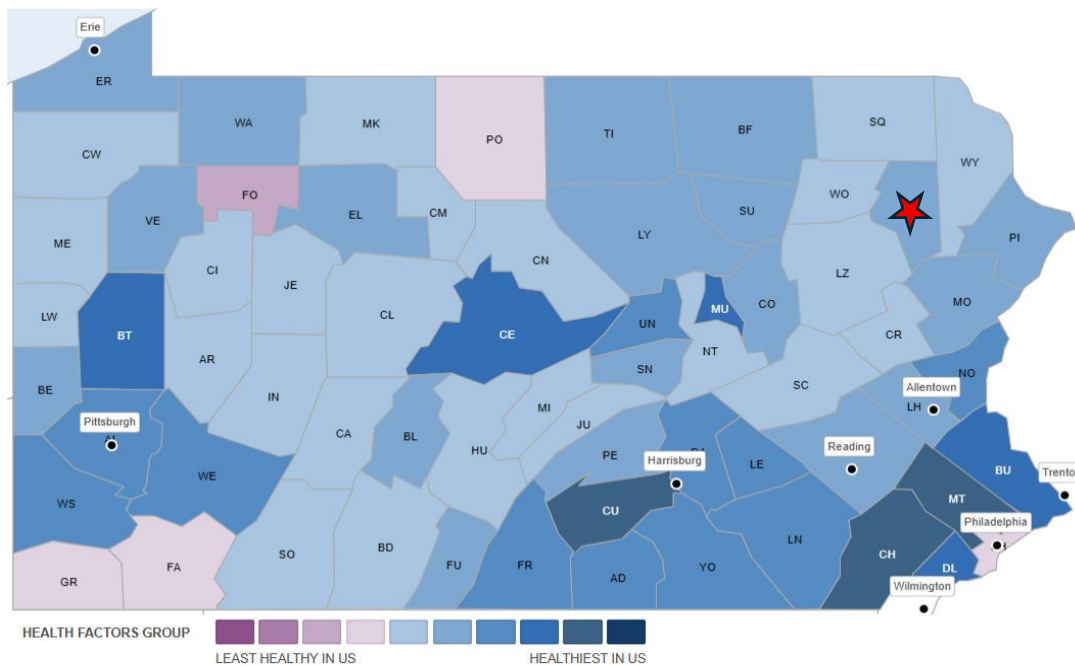 Erie
ER
WA
MK
PO
TI
BF
SQ
WY
CW
FO
VE
EL
CM
LY
SU
WO
PI
ME
CI
JE
CN
LZ
MO
LW
BT
CL
CE
UN
MU
CO
CR
AR
NT
BE
IN
SN
SC
NO
Allentown
LH
Pittsburgh
CA
BL
MI
JU
HU
PE
Harrisburg
LE
Reading
BU
Trento
WS
WE
CU
MT
Philadelphia
GR
FA
SO
BD
FU
FR
AD
YO
LN
CH
DL
Wilmington
HEALTH FACTORS GROUP
LEAST HEALTHY IN US
HEALTHIEST IN US